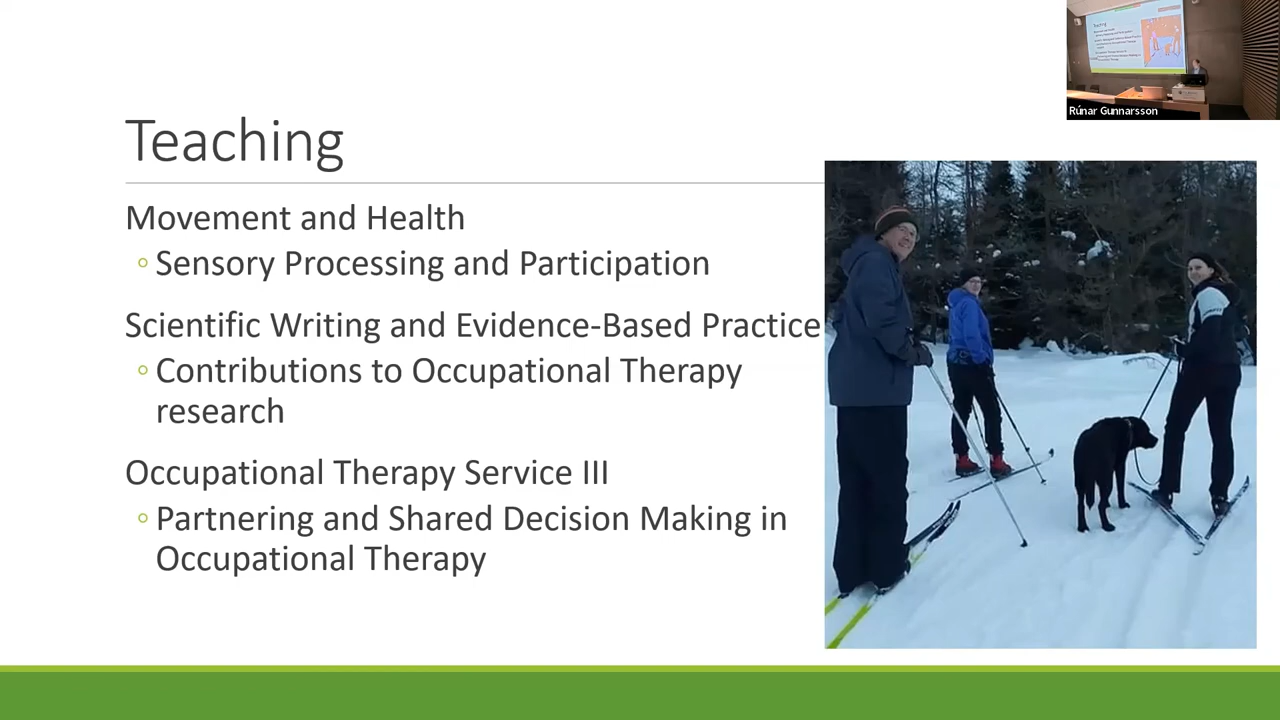 Teaching
Movement and Health
Sensory Processing and Participation
Scientific Writing and Evidence-Based Practice
Contributions to Occupational Therapy
research
Occupational Therapy Service III
Partnering and Shared Decision Making in
Occupational Therapy
Rúnar Gunnarsson